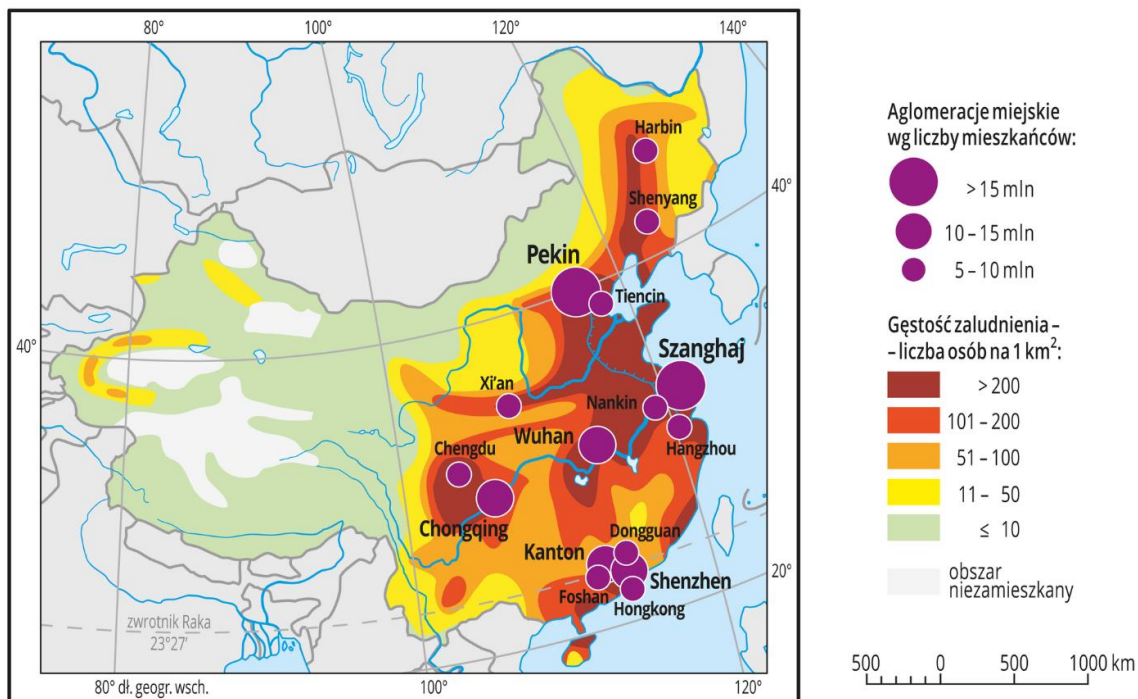 80°
100°
120°
140°
Harbin
40°
Shenyang
Pekin
Tiencin
40°
Szanghaj
Xi'an
Nankin
Wuhan
Hangzhou
Chengdu
Chongqing
Dongguan
Kanton
Shenzhen
Foshan
Hongkong
20°
zwrotnik Raka
23°27'
80° dł. geogr. wsch.
100°
120°
Aglomeracje miejskie
wg liczby mieszkańców:
> 15 mln
10 – 15 mln
5 – 10 mln
Gęstość zaludnienia –
– liczba osób na 1 km²:
> 200
101 – 200
51 – 100
11 – 50
≤ 10
obszar
niezamieszkany
500 0 500 1000 km